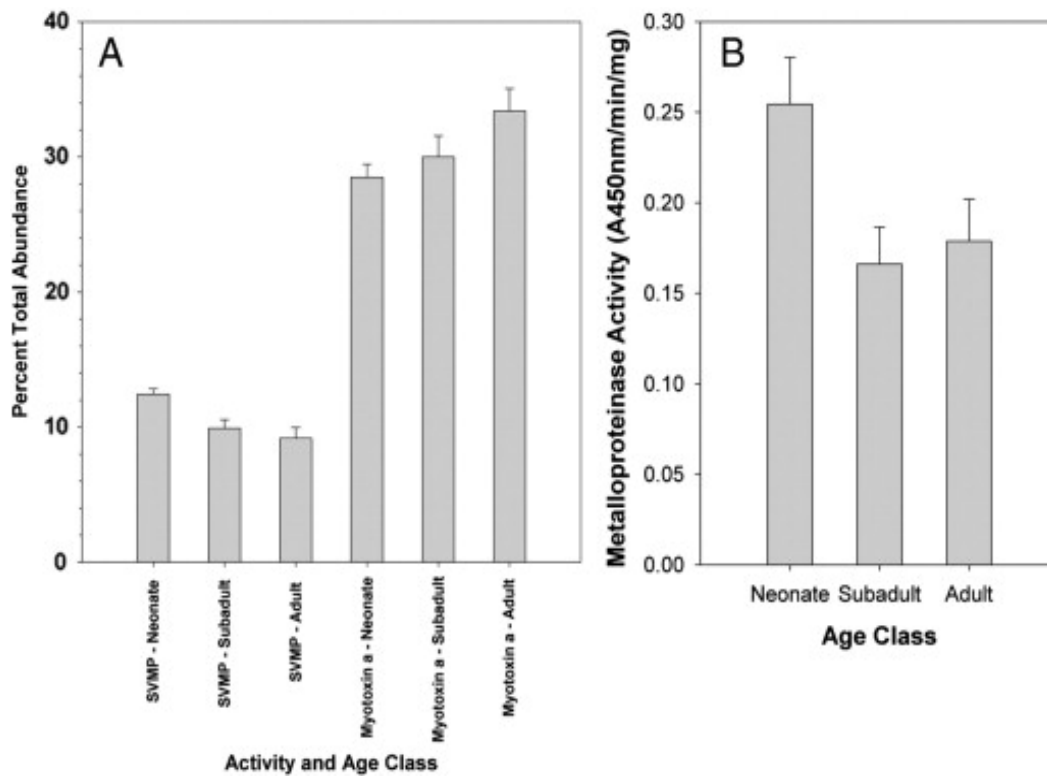 A
Percent Total Abundance
40
30
20
10
0
SVMP - Neonate
SVMP - Subadult
SVMP - Adult
Myotoxin a - Neonate
Myotoxin a - Subadult
Myotoxin a - Adult
Activity and Age Class
B
Metalloproteinase Activity (A450nm/min/mg)
0.30
0.25
0.20
0.15
0.10
0.05
0.00
Neonate
Subadult
Adult
Age Class